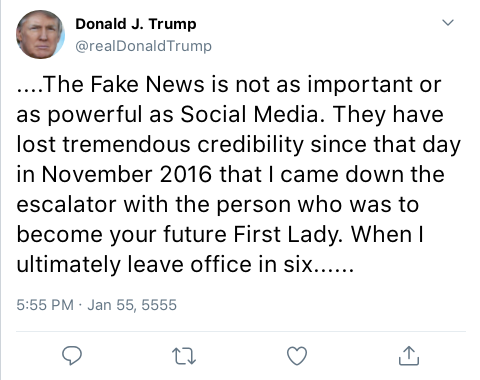 Donald J. Trump
@realDonaldTrump
....The Fake News is not as important or
as powerful as Social Media. They have
lost tremendous credibility since that day
in November 2016 that I came down the
escalator with the person who was to
become your future First Lady. When I
ultimately leave office in six......
5:55 PM · Jan 55, 5555